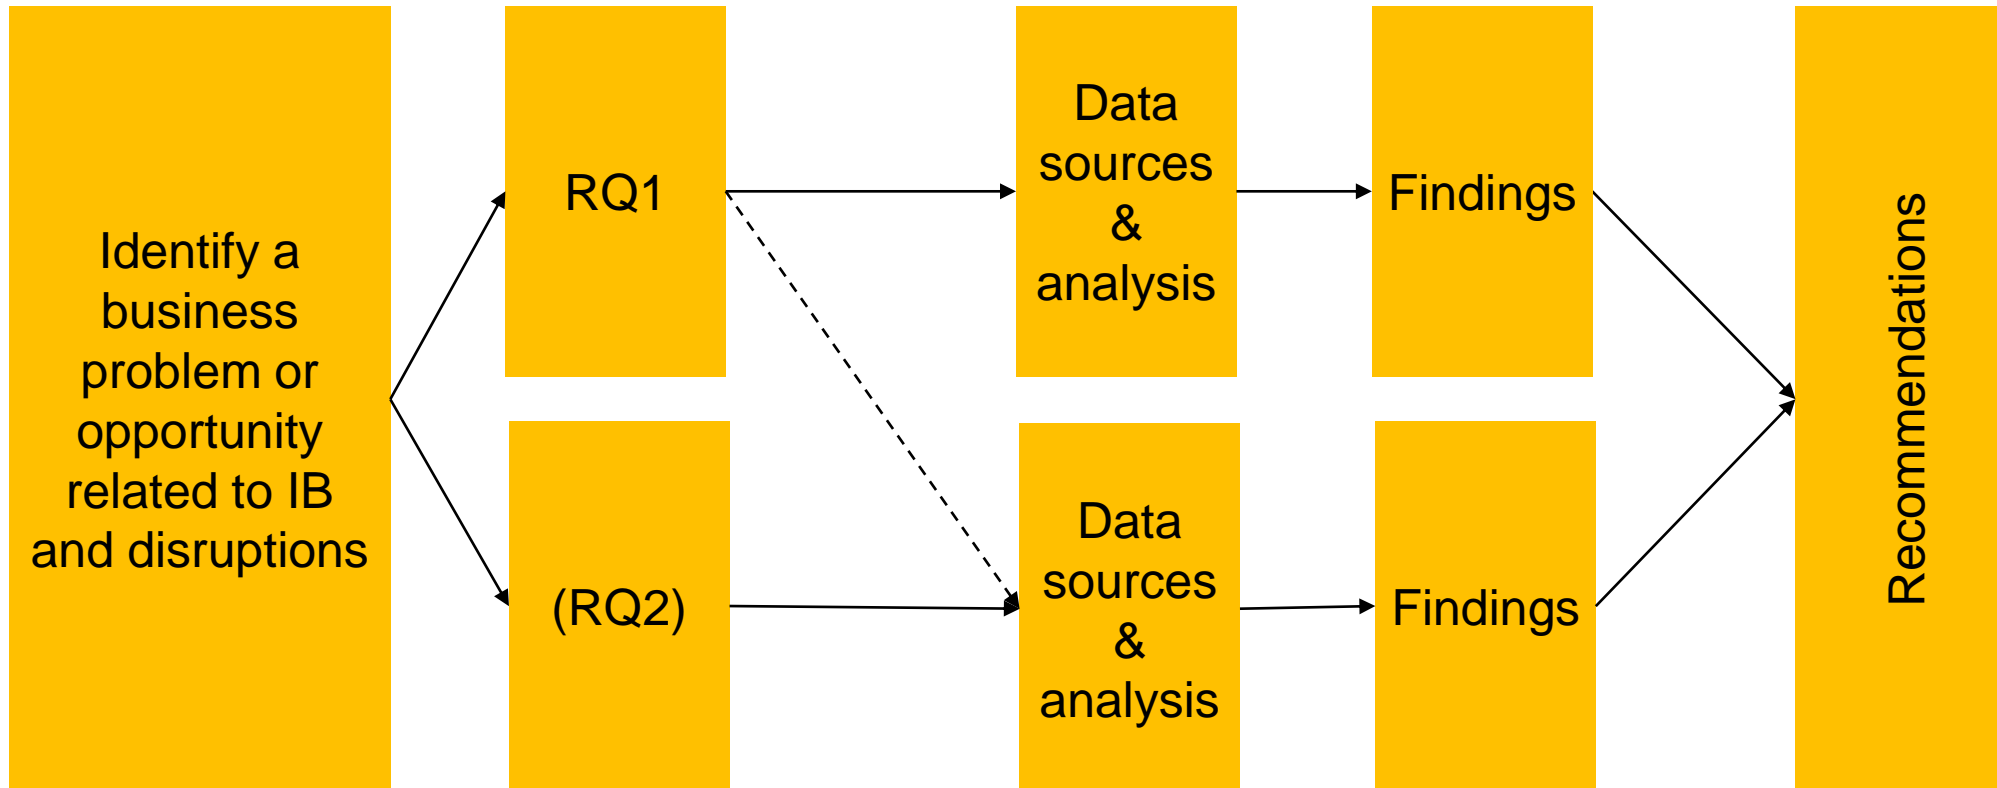 Identify a
business
problem or
opportunity
related to IB
and disruptions
RQ1
Data
sources
&
analysis
Findings
(RQ2)
Data
sources
&
analysis
Findings
Recommendations